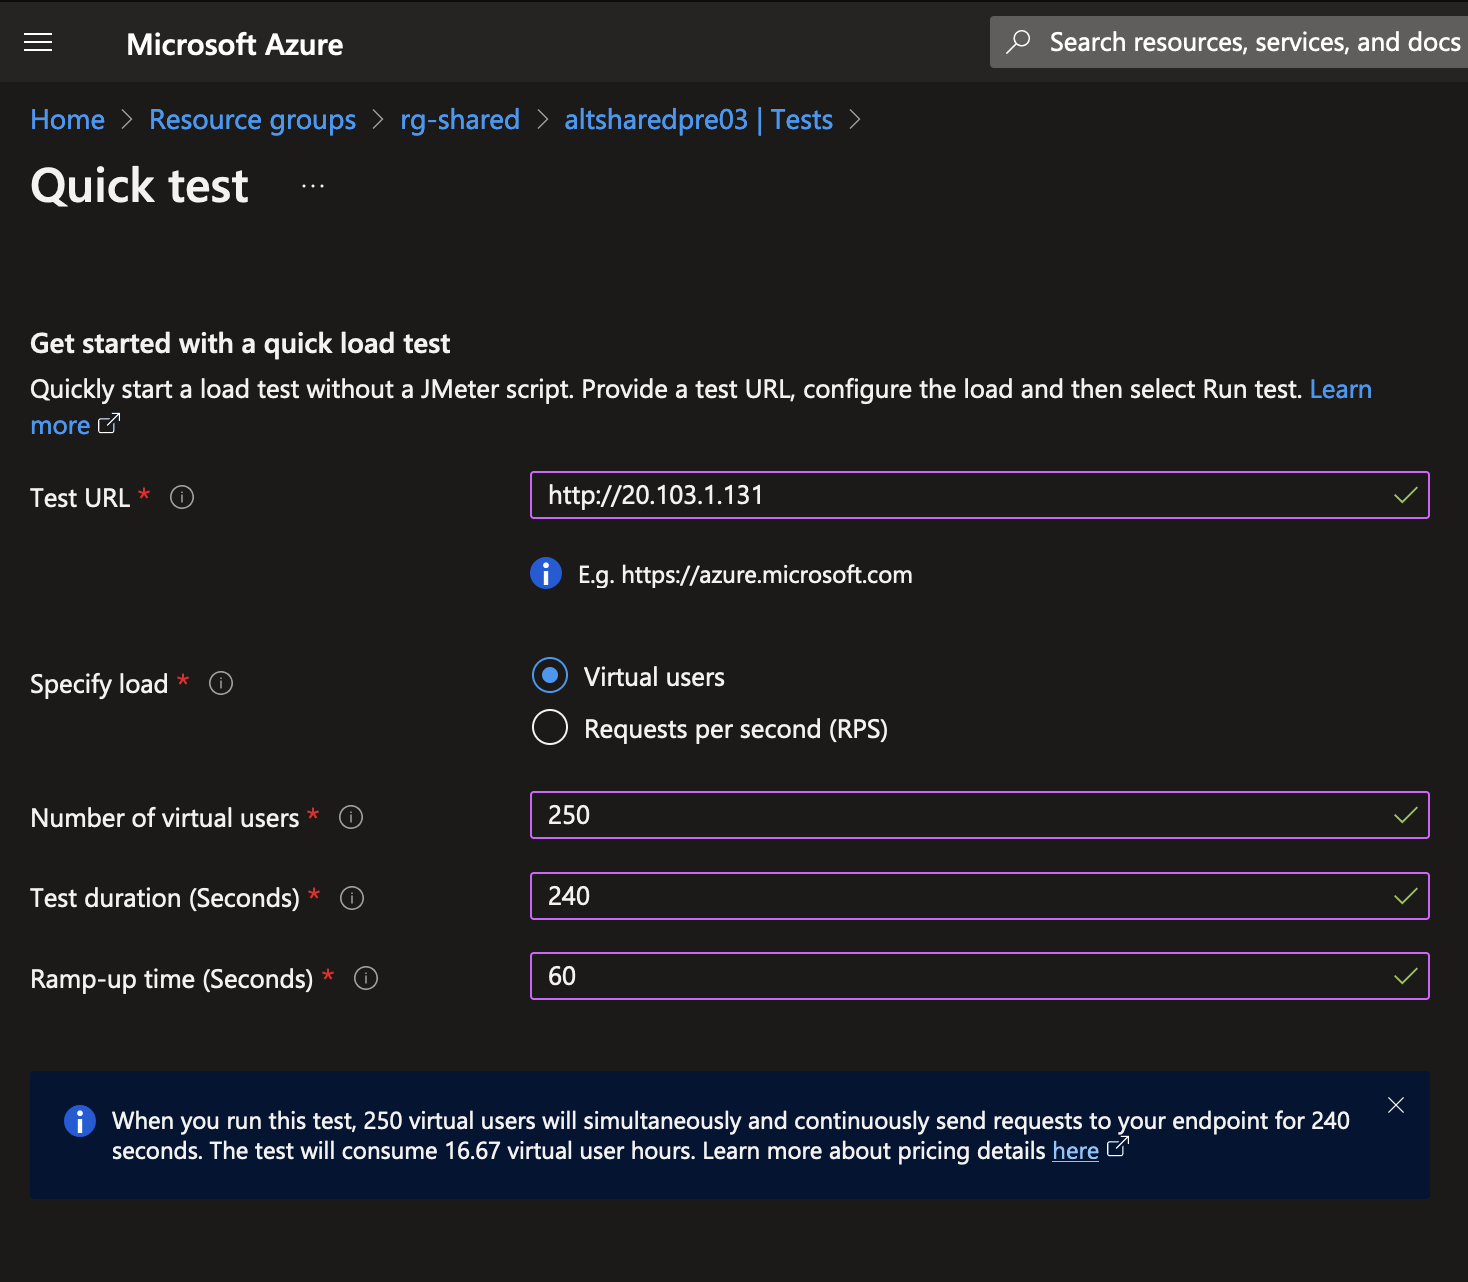 Microsoft Azure
Search resources, services, and docs
Home > Resource groups > rg-shared > altsharedpre03 | Tests >
Quick test ...
Get started with a quick load test
Quickly start a load test without a JMeter script. Provide a test URL, configure the load and then select Run test. Learn
more
Test URL *
http://20.103.1.131
E.g. https://azure.microsoft.com
Specify load *
Virtual users
Requests per second (RPS)
Number of virtual users *
250
Test duration (Seconds) *
240
Ramp-up time (Seconds) *
60
When you run this test, 250 virtual users will simultaneously and continuously send requests to your endpoint for 240
seconds. The test will consume 16.67 virtual user hours. Learn more about pricing details here